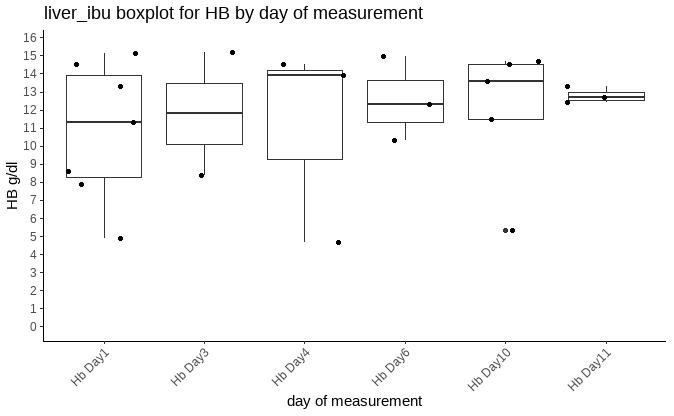 liver_ibu boxplot for HB by day of measurement
HB g/dl
16
15
14
13
12
11
10
9
8
7
6
5
4
3
2
1
0
Hb Day1
Hb Day3
Hb Day4
Hb Day6
Hb Day10
Hb Day11
day of measurement